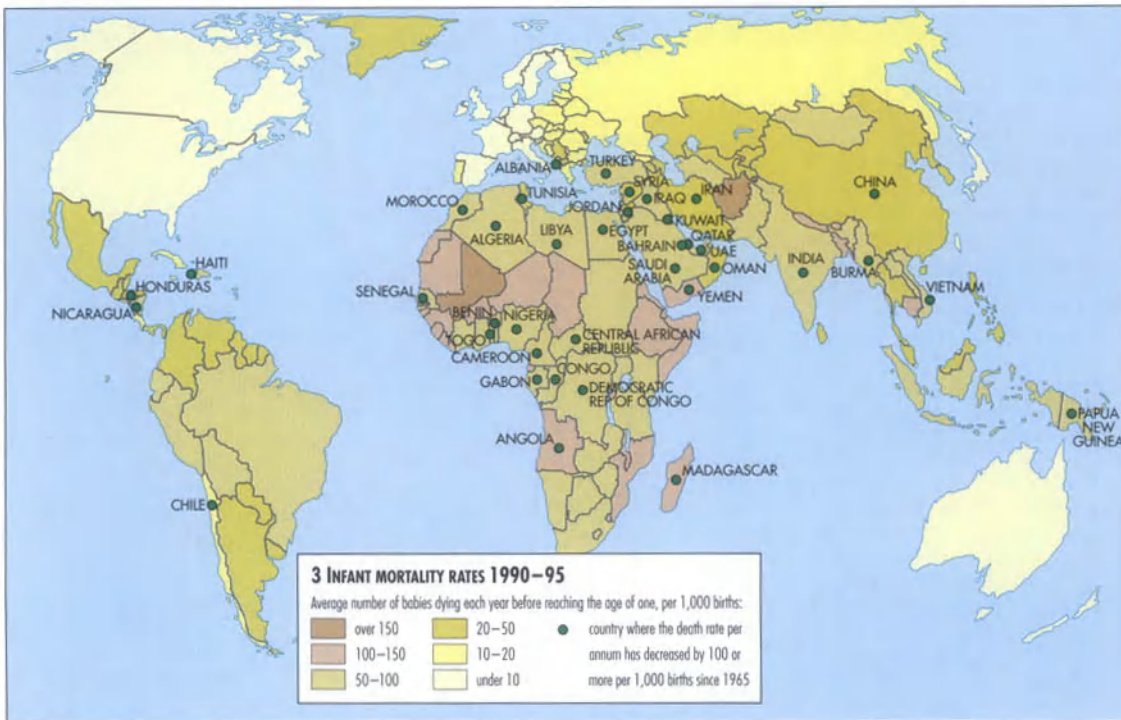 ALBANIA
TURKEY
SYRIA
TUNISIA
MOROCCO
JORDAN
IRAQ
IRAN
CHINA
KUWAIT
ALGERIA
LIBYA
EGYPT
QATAR
BAHRAIN
UAE
HAITI
SAUDI
ARABIA
OMAN
INDIA
BURMA
HONDURAS
SENEGAL
YEMEN
VIETNAM
NICARAGUA
BENIN
NIGERIA
TOGO
CENTRAL AFRICAN
REPUBLIC
CAMEROON
CONGO
GABON
DEMOCRATIC
REP OF CONGO
PAPUA
NEW
GUINEA
ANGOLA
MADAGASCAR
CHILE
3 INFANT MORTALITY RATES 1990–95
Average number of babies dying each year before reaching the age of one, per 1,000 births:
over 150
20–50
country where the death rate per
100–150
10–20
annum has decreased by 100 or
50–100
under 10
more per 1,000 births since 1965